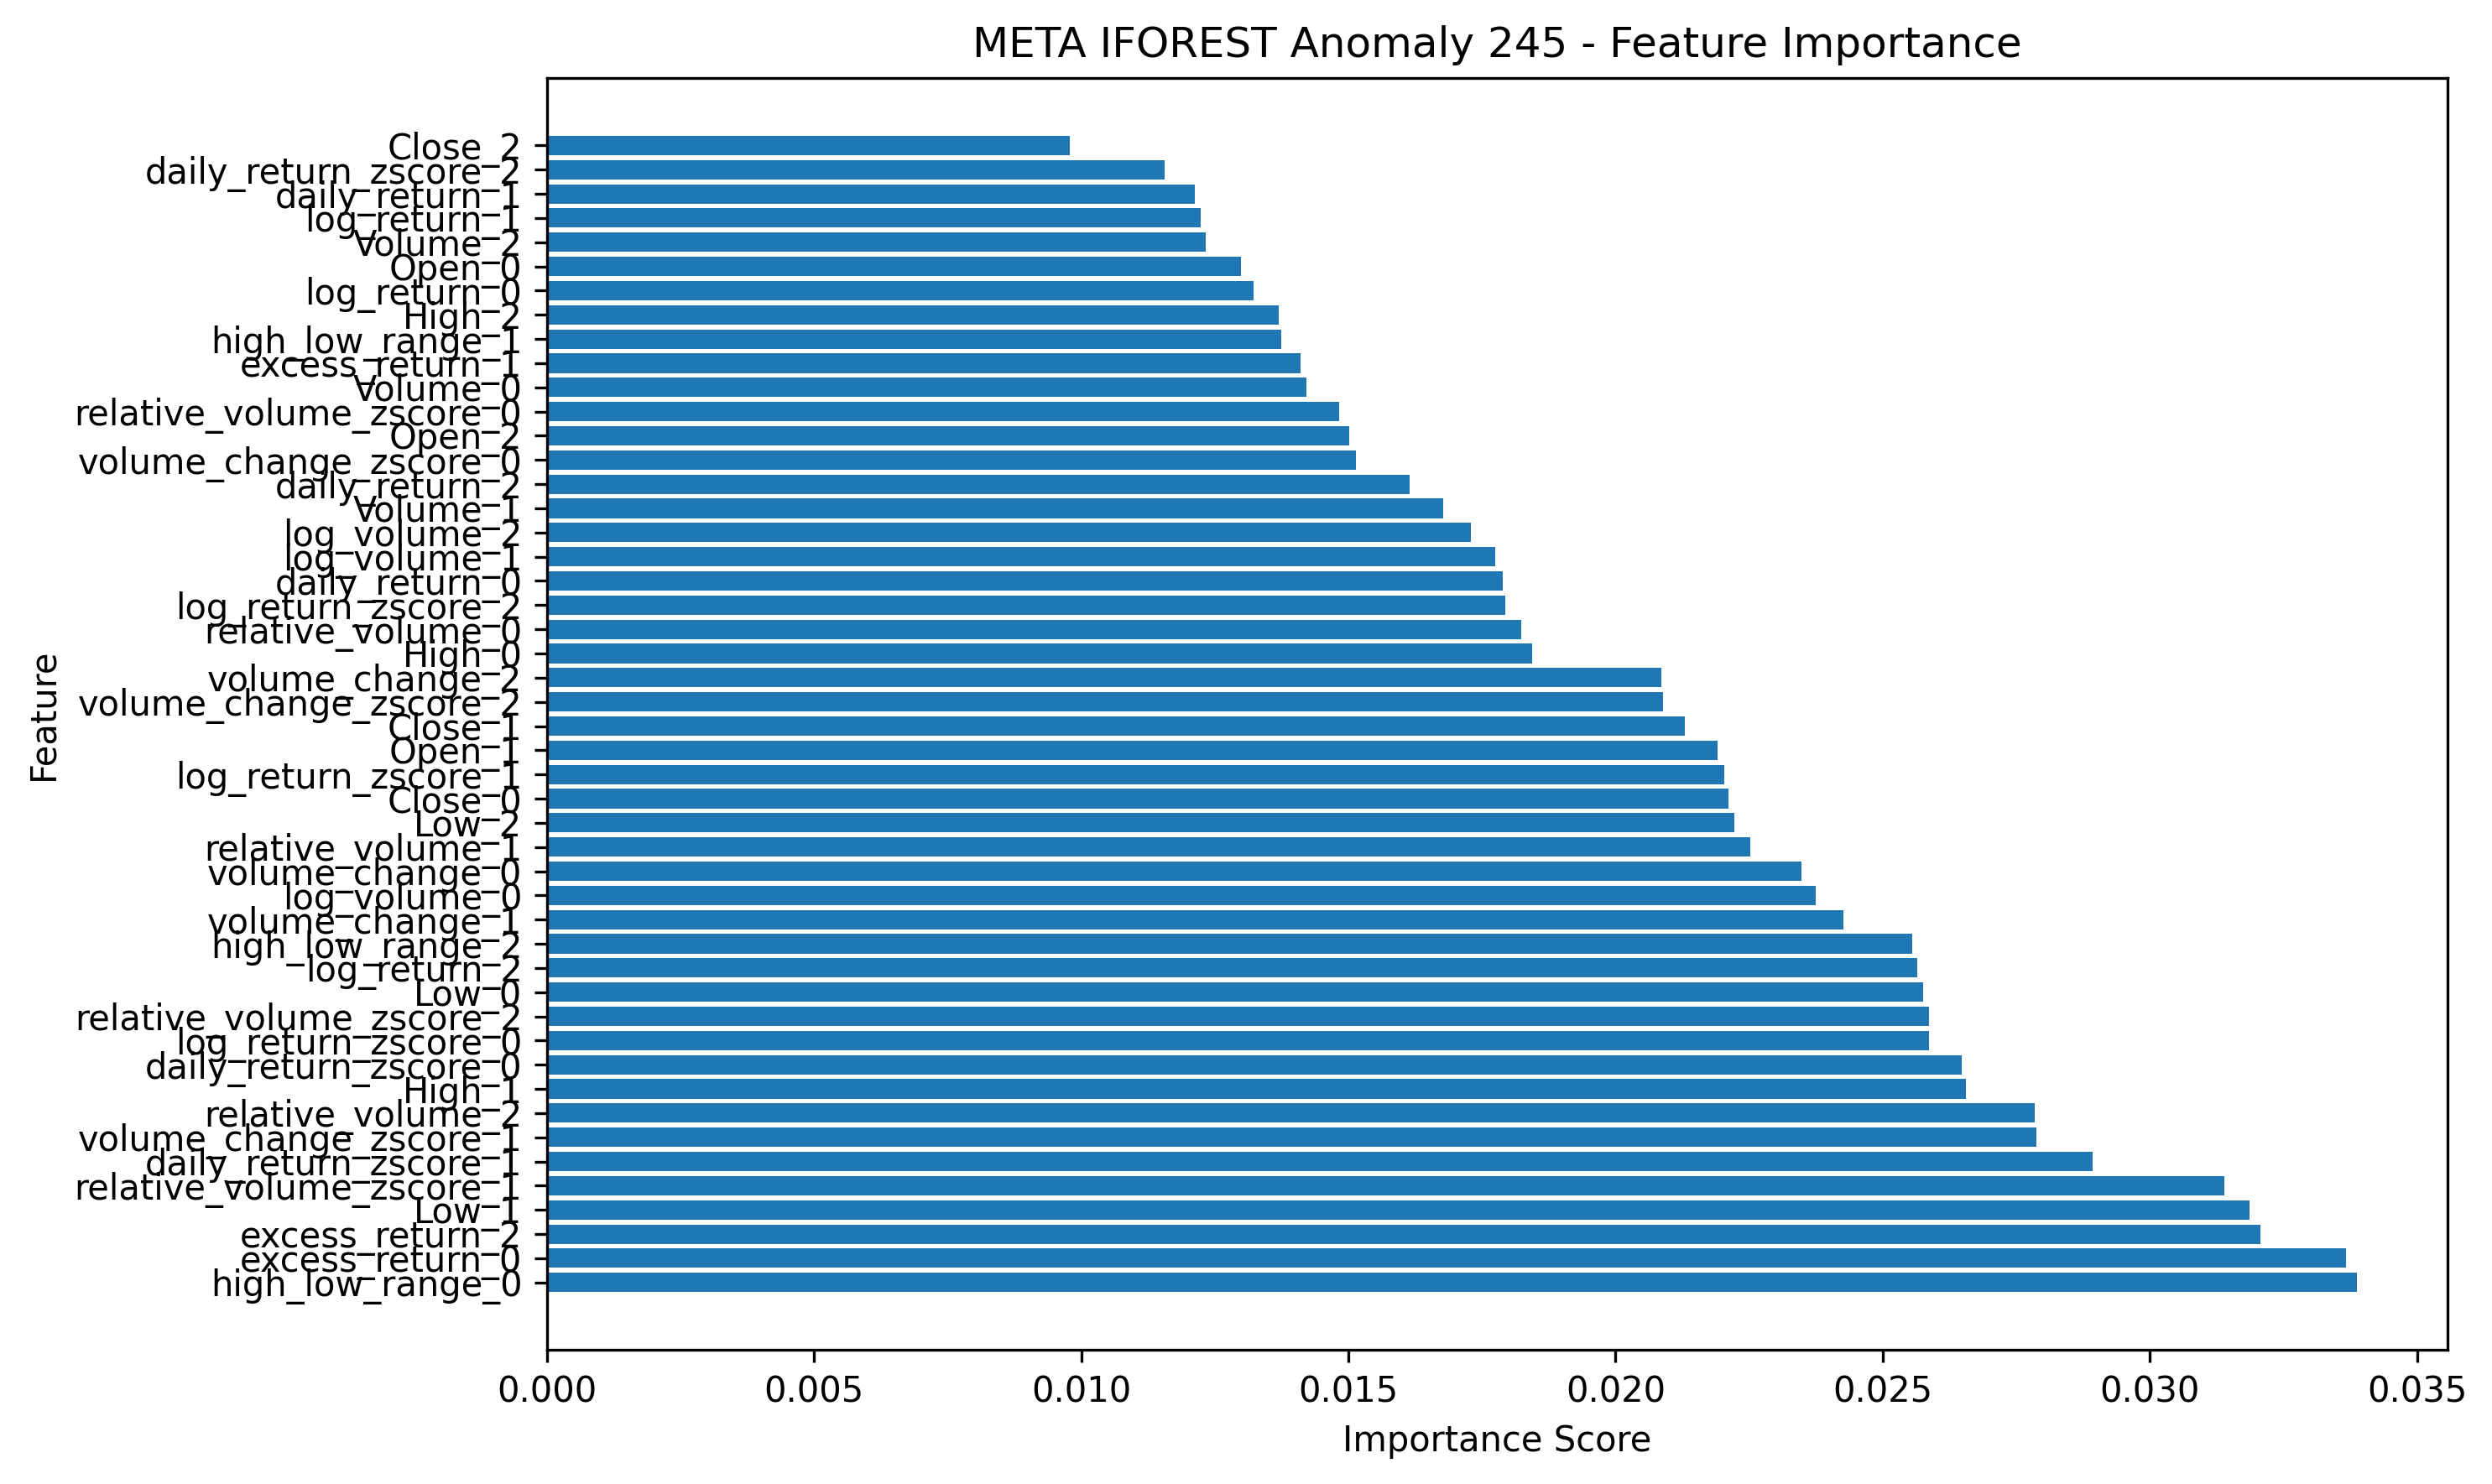 META IFOREST Anomaly 245 - Feature Importance
Close_2
daily_return_zscore_2
daily_return_1
log_return_1
Volume_2
Open_0
log_return_0
High_2
high_low_range_1
excess_return_1
Volume_0
relative_volume_zscore_0
Open_2
volume_change_zscore_0
daily_return_2
Volume_1
log_volume_2
log_volume_1
daily_return_0
log_return_zscore_2
relative_volume_0
High_0
volume_change_2
volume_change_zscore_2
Close_1
Open_1
log_return_zscore_1
Close_0
Low_2
relative_volume_1
volume_change_0
log_volume_0
volume_change_1
high_low_range_2
log_return_2
Low_0
relative_volume_zscore_2
log_return_zscore_0
daily_return_zscore_0
High_1
relative_volume_2
volume_change_zscore_1
daily_return_zscore_1
relative_volume_zscore_1
Low_1
excess_return_2
excess_return_0
high_low_range_0
Feature
0.000 0.005 0.010 0.015 0.020 0.025 0.030 0.035
Importance Score